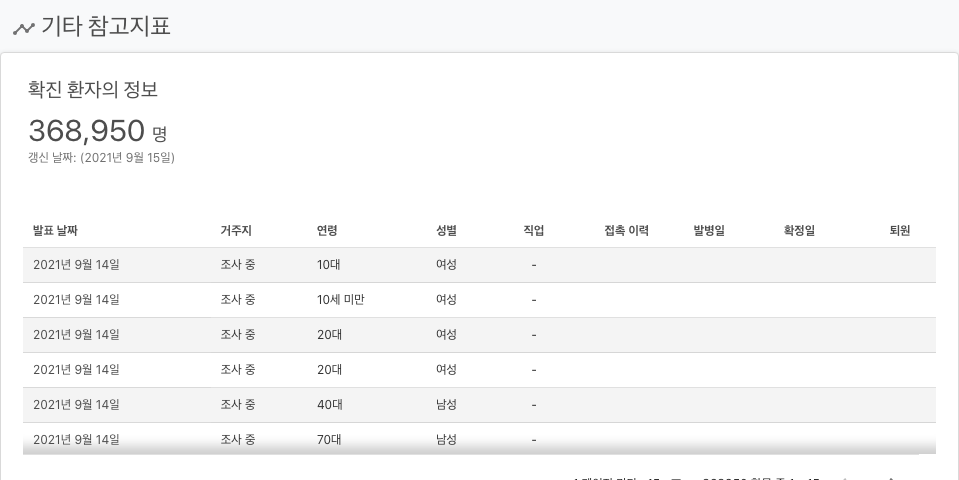 기타 참고지표
확진 환자의 정보
368,950 명
갱신 날짜: (2021년 9월 15일)
발표 날짜 거주지 연령 성별 직업 접촉 이력 발병일 확정일 퇴원
2021년 9월 14일 조사 중 10대 여성 -
2021년 9월 14일 조사 중 10세 미만 여성 -
2021년 9월 14일 조사 중 20대 여성 -
2021년 9월 14일 조사 중 20대 여성 -
2021년 9월 14일 조사 중 40대 남성 -
2021년 9월 14일 조사 중 70대 남성 -